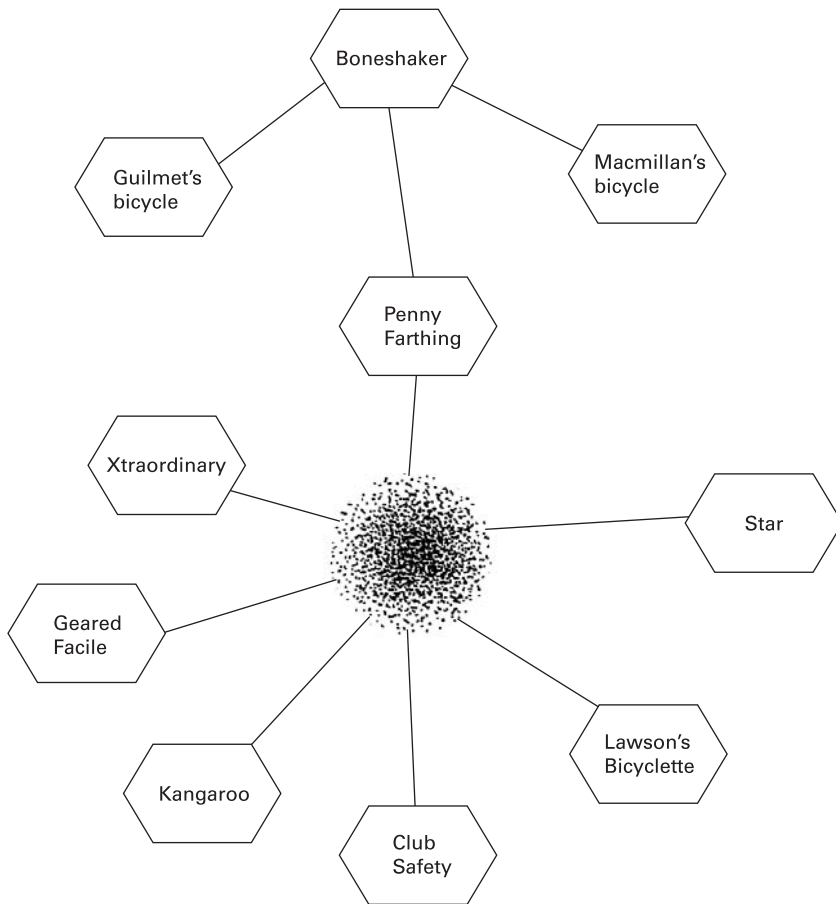 Boneshaker
Guilmet’s
bicycle
Macmillan’s
bicycle
Penny
Farthing
Xtraordinary
Star
Geared
Facile
Lawson’s
Bicyclette
Kangaroo
Club
Safety